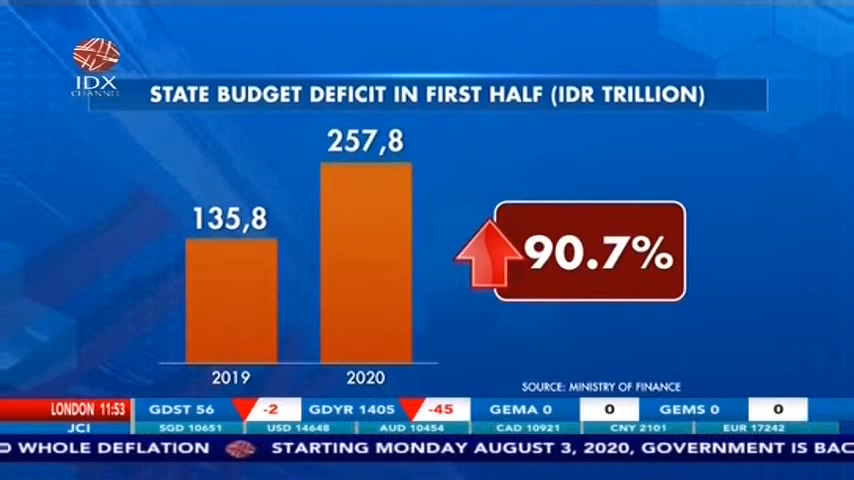 IDX
CHANNEL
STATE BUDGET DEFICIT IN FIRST HALF (IDR TRILLION)
257,8
135,8
90.7%
2019 2020
SOURCE: MINISTRY OF FINANCE
LONDON 11:53 GDST 56 -2 GDYR 1405 -45 GEMA 0 0 GEMS 0 0
JCI SGD 10651 USD 14648 AUD 10454 CAD 10921 CNY 2101 EUR 17242
WHOLE DEFLATION STARTING MONDAY AUGUST 3, 2020, GOVERNMENT IS BAC